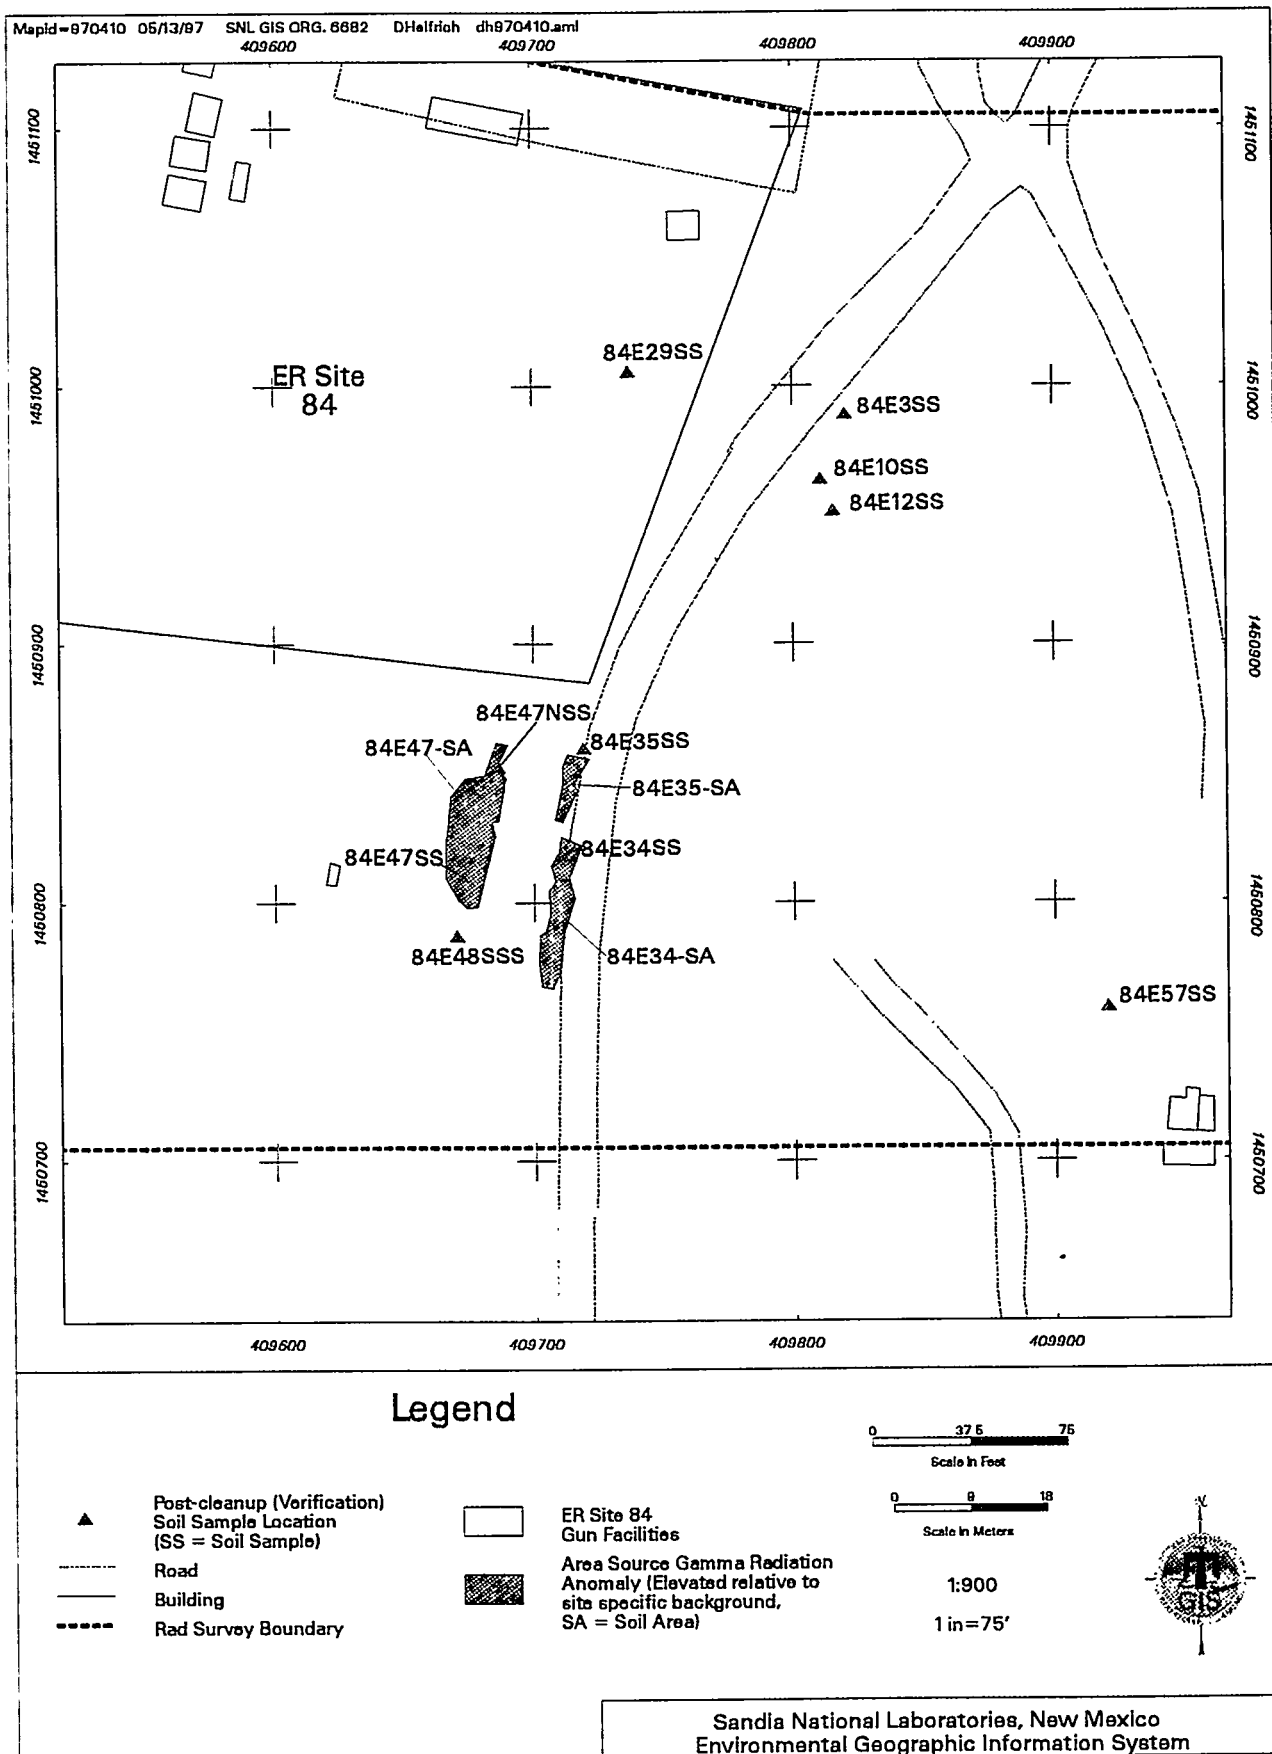 Mapid=970410 05/13/97 SNL GIS ORG. 6682 DHelfrich dh970410.aml
409600 409700 409800 409900
1451100
1451100
84E29SS
ER Site
84
1451000
1451000
84E3SS
84E10SS
84E12SS
1450900
1450900
84E47NSS
84E47-SA
84E35SS
84E35-SA
84E47SS
84E34SS
1450800
1450800
84E48SSS
84E34-SA
84E57SS
1450700
1450700
409600 409700 409800 409900
Legend
0 37.5 75
Scale in Feet
0 9 18
Scale in Meters
1:900
1 in=75'
Post-cleanup (Verification)
Soil Sample Location
(SS = Soil Sample)
Road
Building
Rad Survey Boundary
ER Site 84
Gun Facilities
Area Source Gamma Radiation
Anomaly (Elevated relative to
site specific background,
SA = Soil Area)
N
GIS
Sandia National Laboratories, New Mexico
Environmental Geographic Information System